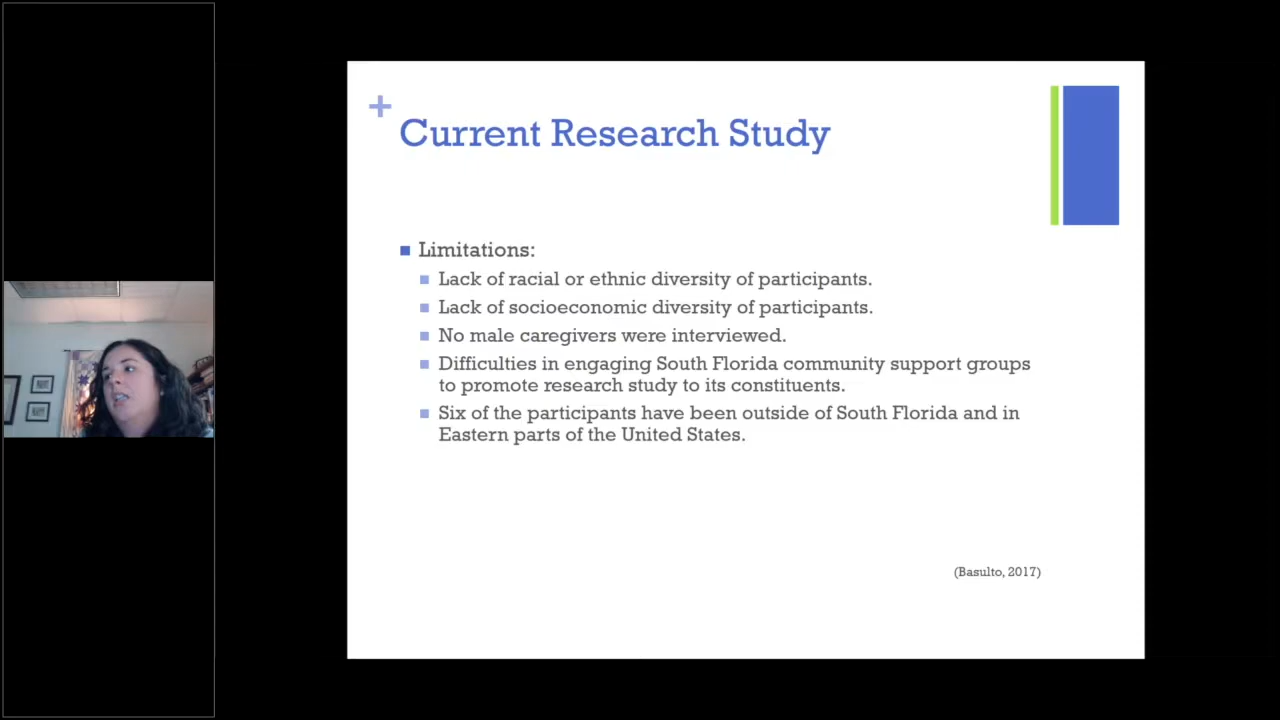 +
Current Research Study
Limitations:
Lack of racial or ethnic diversity of participants.
Lack of socioeconomic diversity of participants.
No male caregivers were interviewed.
Difficulties in engaging South Florida community support groups
to promote research study to its constituents.
Six of the participants have been outside of South Florida and in
Eastern parts of the United States.
(Basulto, 2017)